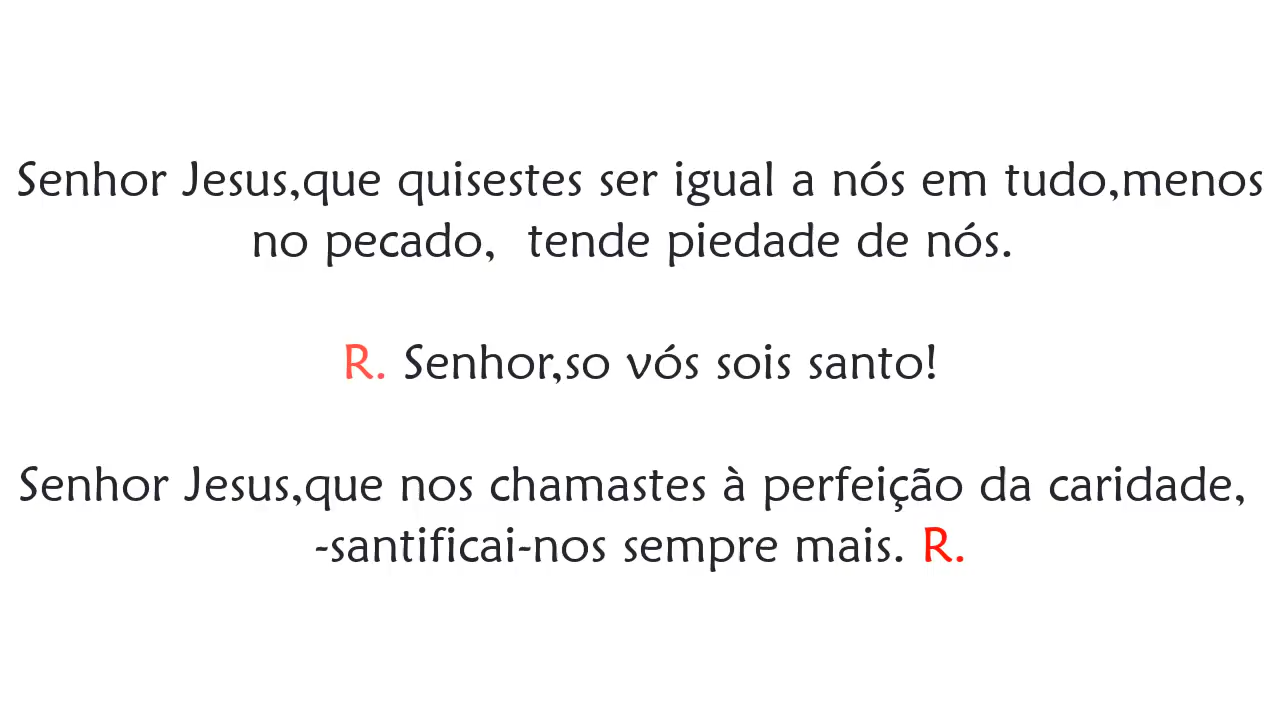 Senhor Jesus,que quisestes ser igual a nós em tudo,menos
no pecado,  tende piedade de nós.
R. Senhor,so vós sois santo!
Senhor Jesus,que nos chamastes à perfeição da caridade,
-santificai-nos sempre mais. R.